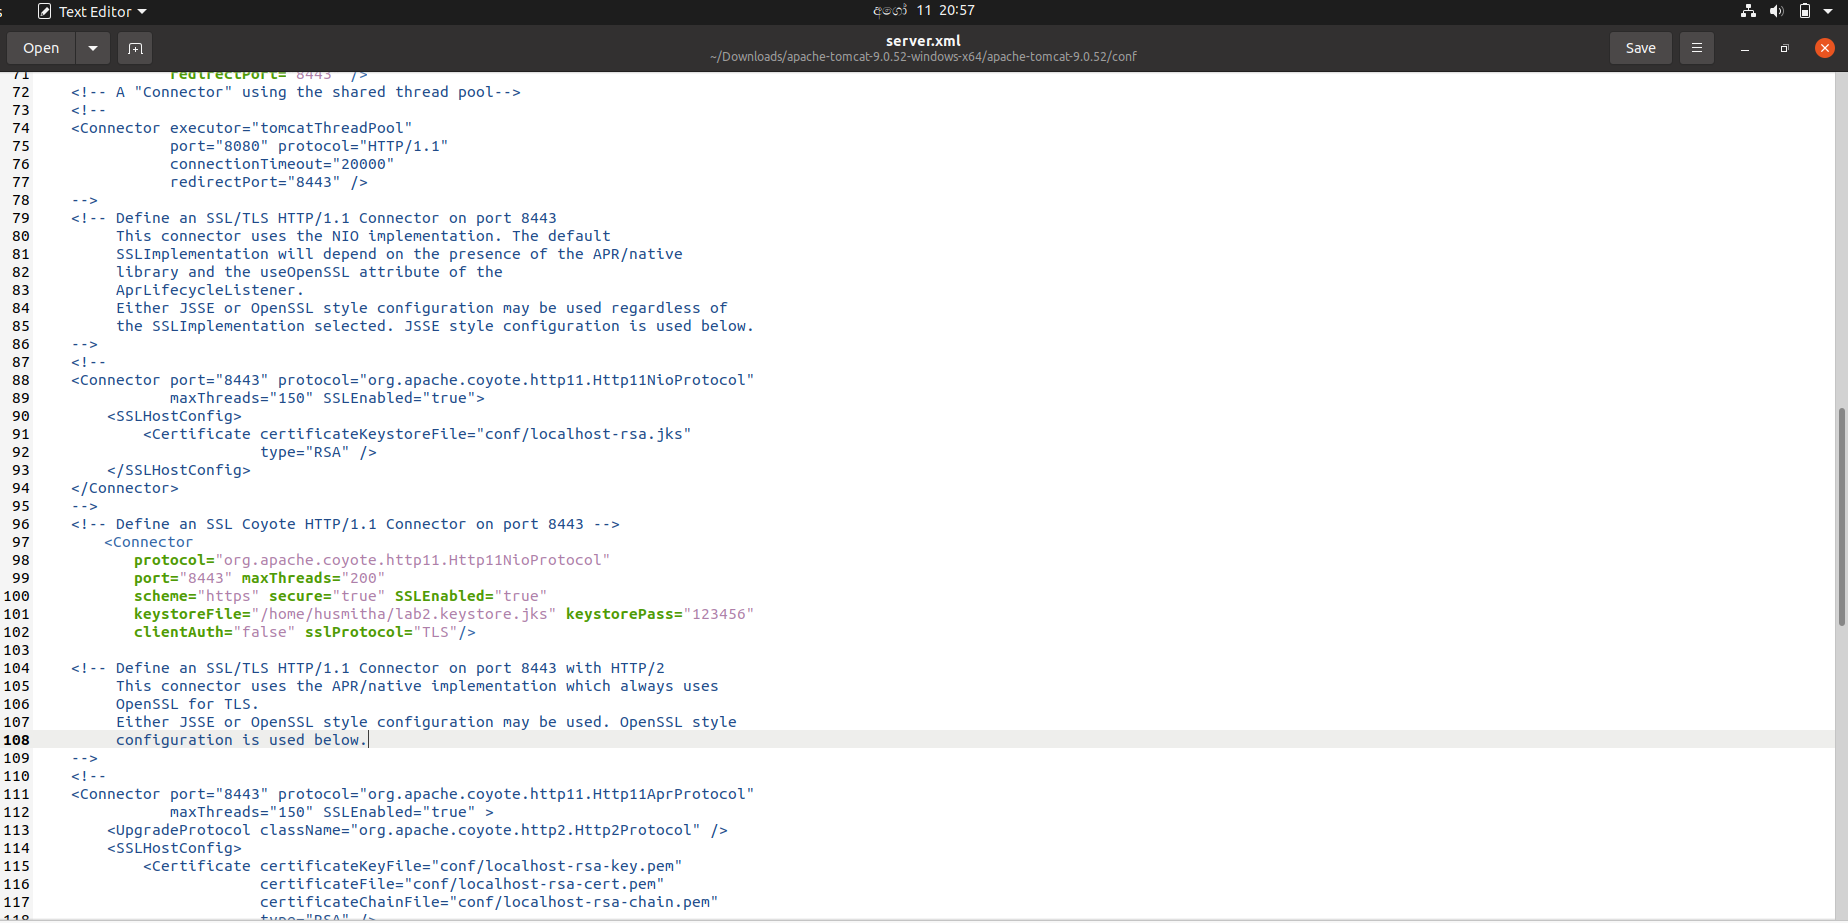 Text Editor
අගෝ 11 20:57
Open
server.xml
~/Downloads/apache-tomcat-9.0.52-windows-x64/apache-tomcat-9.0.52/conf
Save
71 redirectPort="8443" />
72 <!-- A "Connector" using the shared thread pool-->
73 <!--
74 <Connector executor="tomcatThreadPool"
75 port="8080" protocol="HTTP/1.1"
76 connectionTimeout="20000"
77 redirectPort="8443" />
78 -->
79 <!-- Define an SSL/TLS HTTP/1.1 Connector on port 8443
80 This connector uses the NIO implementation. The default
81 SSLImplementation will depend on the presence of the APR/native
82 library and the useOpenSSL attribute of the
83 AprLifecycleListener.
84 Either JSSE or OpenSSL style configuration may be used regardless of
85 the SSLImplementation selected. JSSE style configuration is used below.
86 -->
87 <!--
88 <Connector port="8443" protocol="org.apache.coyote.http11.Http11NioProtocol"
89 maxThreads="150" SSLEnabled="true">
90 <SSLHostConfig>
91 <Certificate certificateKeystoreFile="conf/localhost-rsa.jks"
92 type="RSA" />
93 </SSLHostConfig>
94 </Connector>
95 -->
96 <!-- Define an SSL Coyote HTTP/1.1 Connector on port 8443 -->
97 <Connector
98 protocol="org.apache.coyote.http11.Http11NioProtocol"
99 port="8443" maxThreads="200"
100 scheme="https" secure="true" SSLEnabled="true"
101 keystoreFile="/home/husmitha/lab2.keystore.jks" keystorePass="123456"
102 clientAuth="false" sslProtocol="TLS"/>
103
104 <!-- Define an SSL/TLS HTTP/1.1 Connector on port 8443 with HTTP/2
105 This connector uses the APR/native implementation which always uses
106 OpenSSL for TLS.
107 Either JSSE or OpenSSL style configuration may be used. OpenSSL style
108 configuration is used below.
109 -->
110 <!--
111 <Connector port="8443" protocol="org.apache.coyote.http11.Http11AprProtocol"
112 maxThreads="150" SSLEnabled="true" >
113 <UpgradeProtocol className="org.apache.coyote.http2.Http2Protocol" />
114 <SSLHostConfig>
115 <Certificate certificateKeyFile="conf/localhost-rsa-key.pem"
116 certificateFile="conf/localhost-rsa-cert.pem"
117 certificateChainFile="conf/localhost-rsa-chain.pem"
118 type="RSA" />